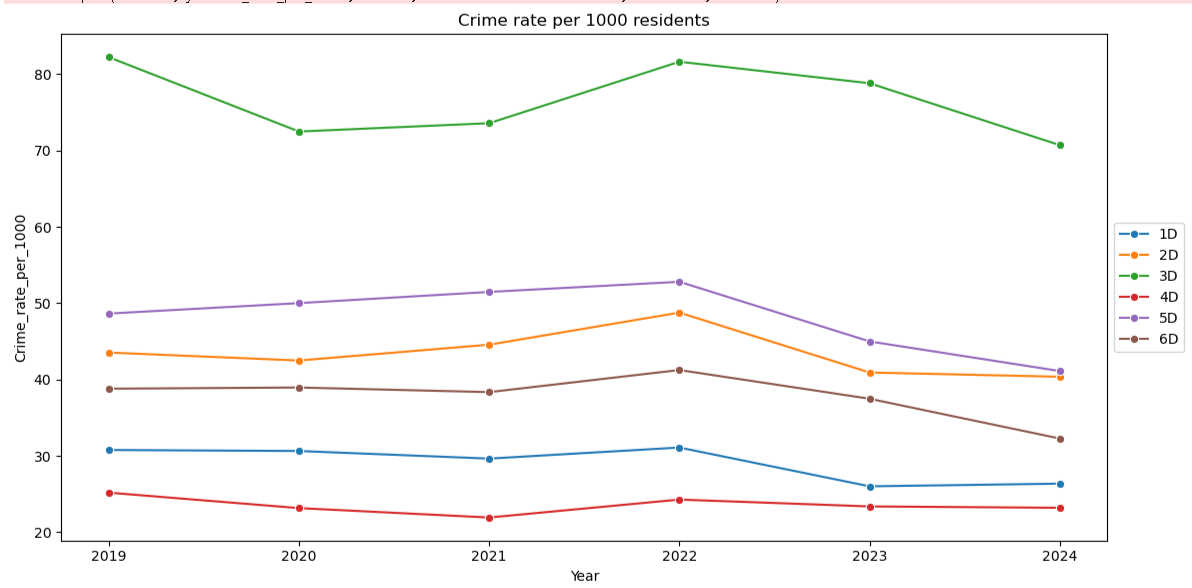 Crime rate per 1000 residents
Crime_rate_per_1000
80
70
60
50
40
30
20
2019 2020 2021 2022 2023 2024
Year
1D
2D
3D
4D
5D
6D